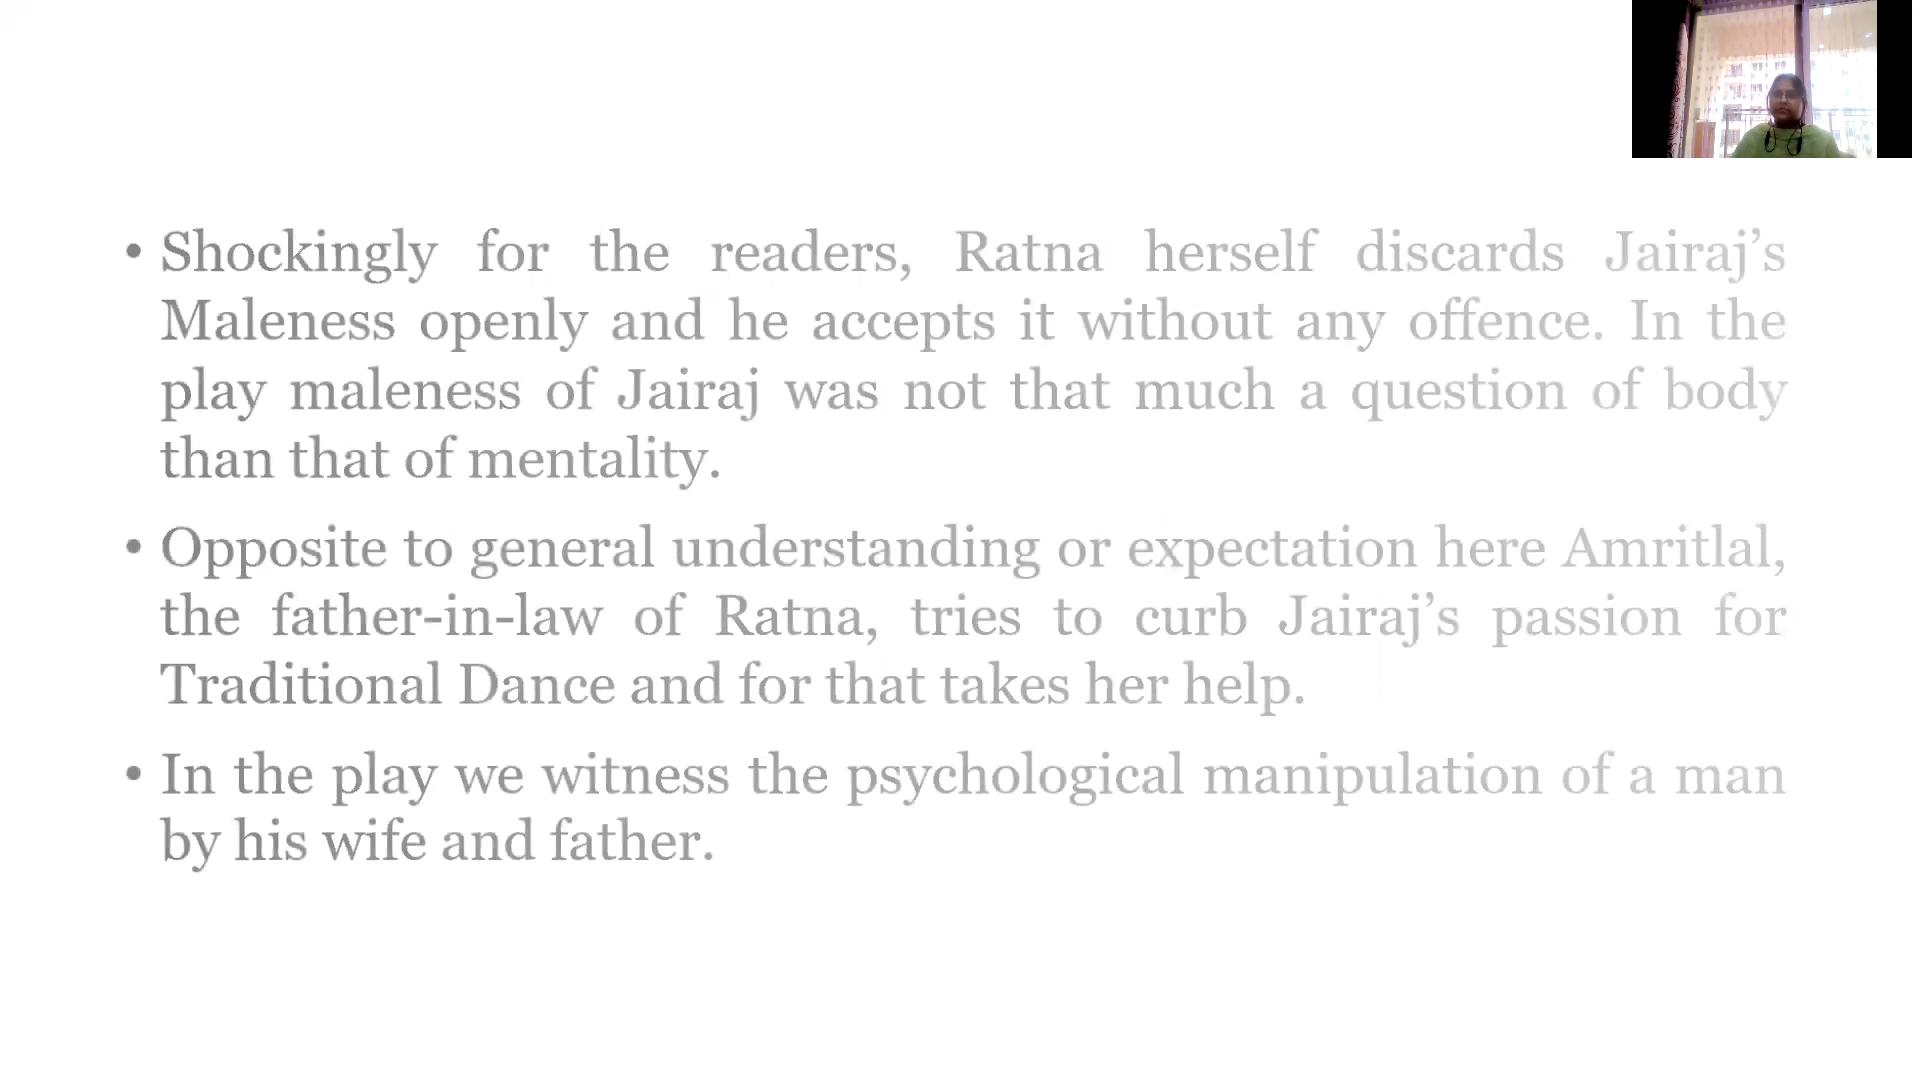 • Shockingly for the readers, Ratna herself discards Jairaj’s
Maleness openly and he accepts it without any offence. In the
play maleness of Jairaj was not that much a question of body
than that of mentality.
• Opposite to general understanding or expectation here Amritlal,
the father-in-law of Ratna, tries to curb Jairaj’s passion for
Traditional Dance and for that takes her help.
• In the play we witness the psychological manipulation of a man
by his wife and father.